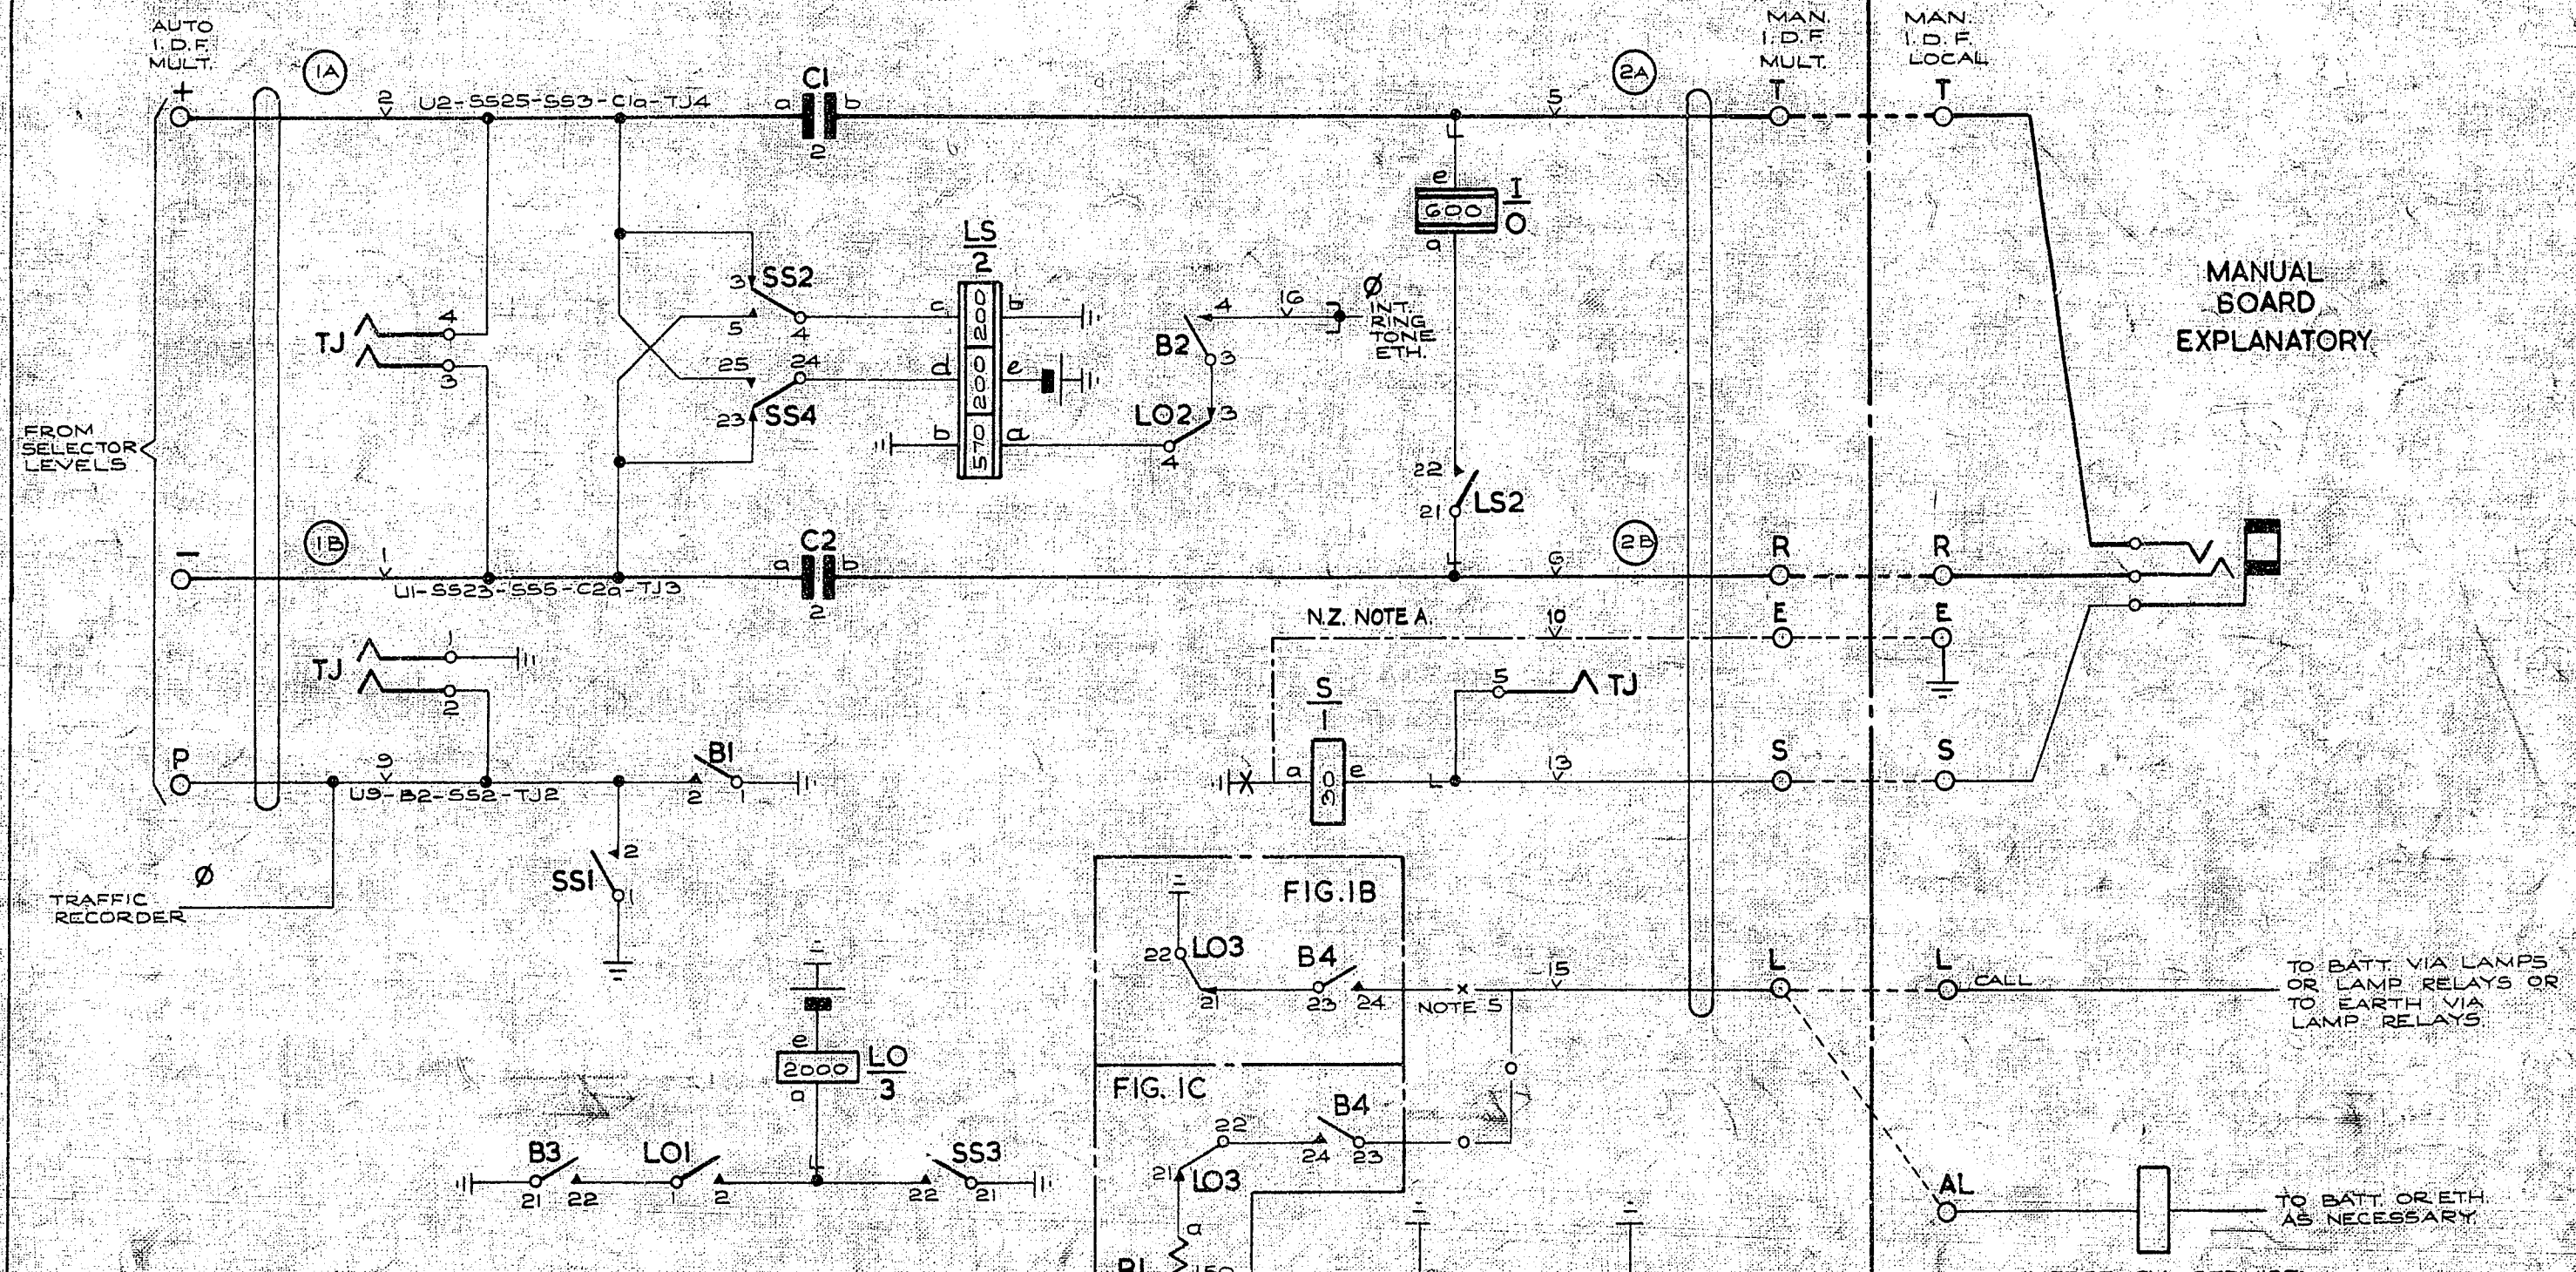 AUTO
I.D.F.
MULT.
+
1A
2
U2-SS25-SS3-C1a-TJ4
a
C1
b
2
5
2A
MAN.
I.D.F.
MULT.
T
MAN.
I.D.F.
LOCAL
T
e
600
a
I
O
LS
2
3
SS2
5
4
c
200
b
4
16
Ø
INT.
RING
TONE
ETH.
B2
3
25
24
d
200
e
23
SS4
b
570
a
LO2
3
4
TJ
4
3
22
21
LS2
MANUAL
BOARD
EXPLANATORY
FROM
SELECTOR
LEVELS
−
1B
1
U1-SS23-SS5-C2a-TJ3
a
C2
b
2
6
2B
R
R
N.Z. NOTE A.
10
E
E
TJ
1
2
5
TJ
S
1
a
30
e
13
S
S
P
9
U9-B2-SS2-TJ2
B1
2
1
SS1
2
1
Ø
TRAFFIC
RECORDER
FIG.1B
22
LO3
21
B4
23
24
NOTE 5
15
L
L
CALL
TO BATT. VIA LAMPS
OR LAMP RELAYS OR
TO EARTH VIA
LAMP RELAYS.
e
2000
a
LO
3
B3
21
22
LO1
1
2
SS3
22
21
FIG. 1C
22
B4
24
23
21
LO3
a
150
AL
TO BATT. OR ETH.
AS NECESSARY.